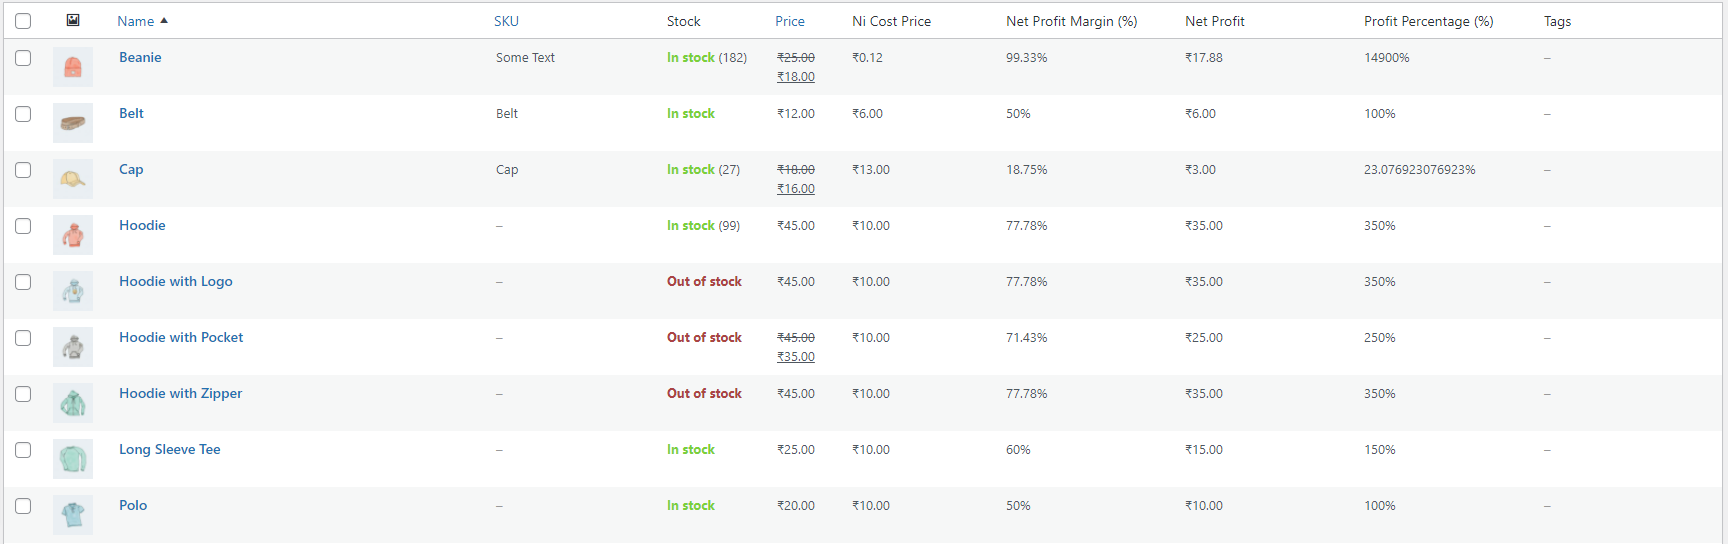 Name SKU Stock Price Ni Cost Price Net Profit Margin (%) Net Profit Profit Percentage (%) Tags
Beanie Some Text In stock (182) ₹25.00 ₹0.12 99.33% ₹17.88 14900% –
₹18.00
Belt Belt In stock ₹12.00 ₹6.00 50% ₹6.00 100% –
Cap Cap In stock (27) ₹18.00 ₹13.00 18.75% ₹3.00 23.076923076923% –
₹16.00
Hoodie – In stock (99) ₹45.00 ₹10.00 77.78% ₹35.00 350% –
Hoodie with Logo – Out of stock ₹45.00 ₹10.00 77.78% ₹35.00 350% –
Hoodie with Pocket – Out of stock ₹45.00 ₹10.00 71.43% ₹25.00 250% –
₹35.00
Hoodie with Zipper – Out of stock ₹45.00 ₹10.00 77.78% ₹35.00 350% –
Long Sleeve Tee – In stock ₹25.00 ₹10.00 60% ₹15.00 150% –
Polo – In stock ₹20.00 ₹10.00 50% ₹10.00 100% –